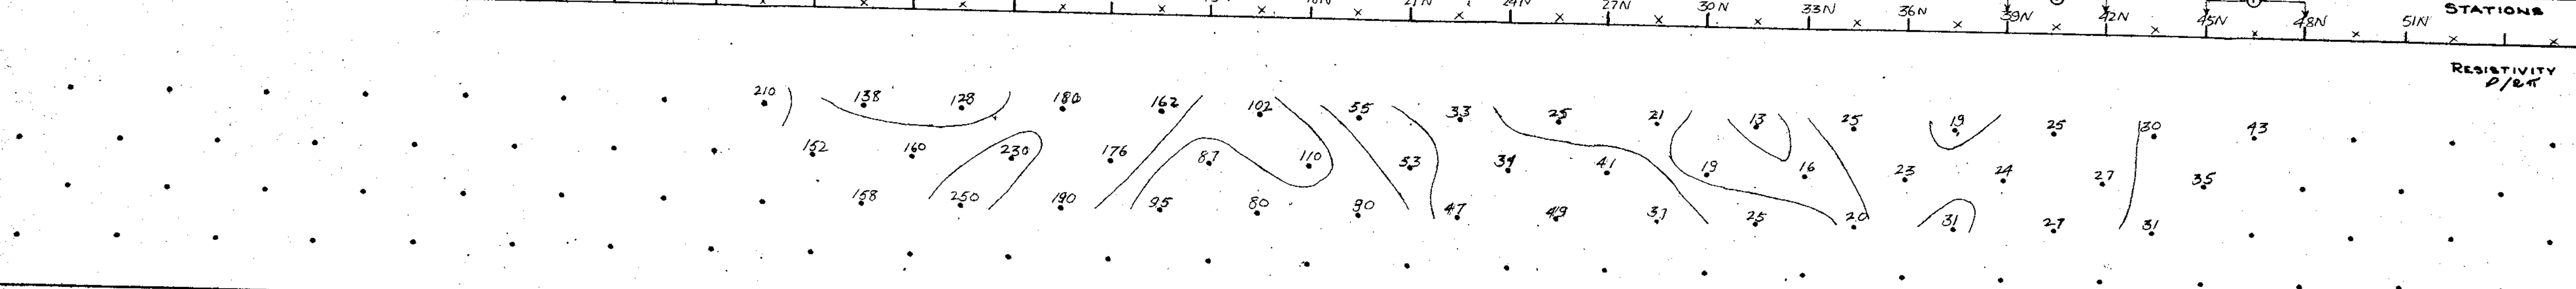 21N 24N 27N 30N 33N 36N 39N 42N 45N 48N 51N STATIONS
RESISTIVITY
ρ/2π
210 138 128 180 162 102 55 33 25 21 13 25 19 25 30 43
152 160 230 176 87 110 53 39 41 19 16 23 24 27 35
158 250 190 95 80 90 47 49 37 25 20 31 27 31